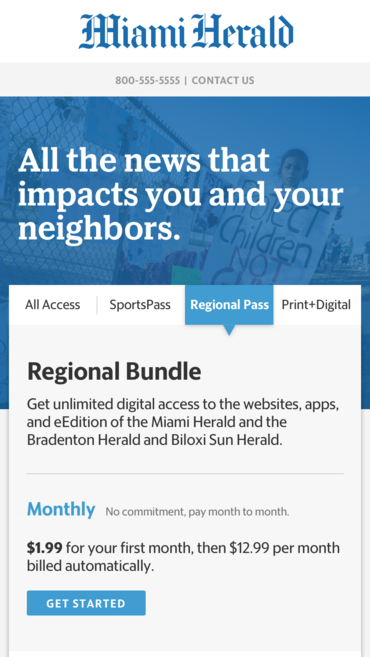 Miami Herald
800-555-5555 | CONTACT US
All the news that
impacts you and your
neighbors.
PROTECT
Children
NOT
GUNS
All Access
SportsPass
Regional Pass
Print+Digital
Regional Bundle
Get unlimited digital access to the websites, apps,
and eEdition of the Miami Herald and the
Bradenton Herald and Biloxi Sun Herald.
Monthly No commitment, pay month to month.
$1.99 for your first month, then $12.99 per month
billed automatically.
GET STARTED